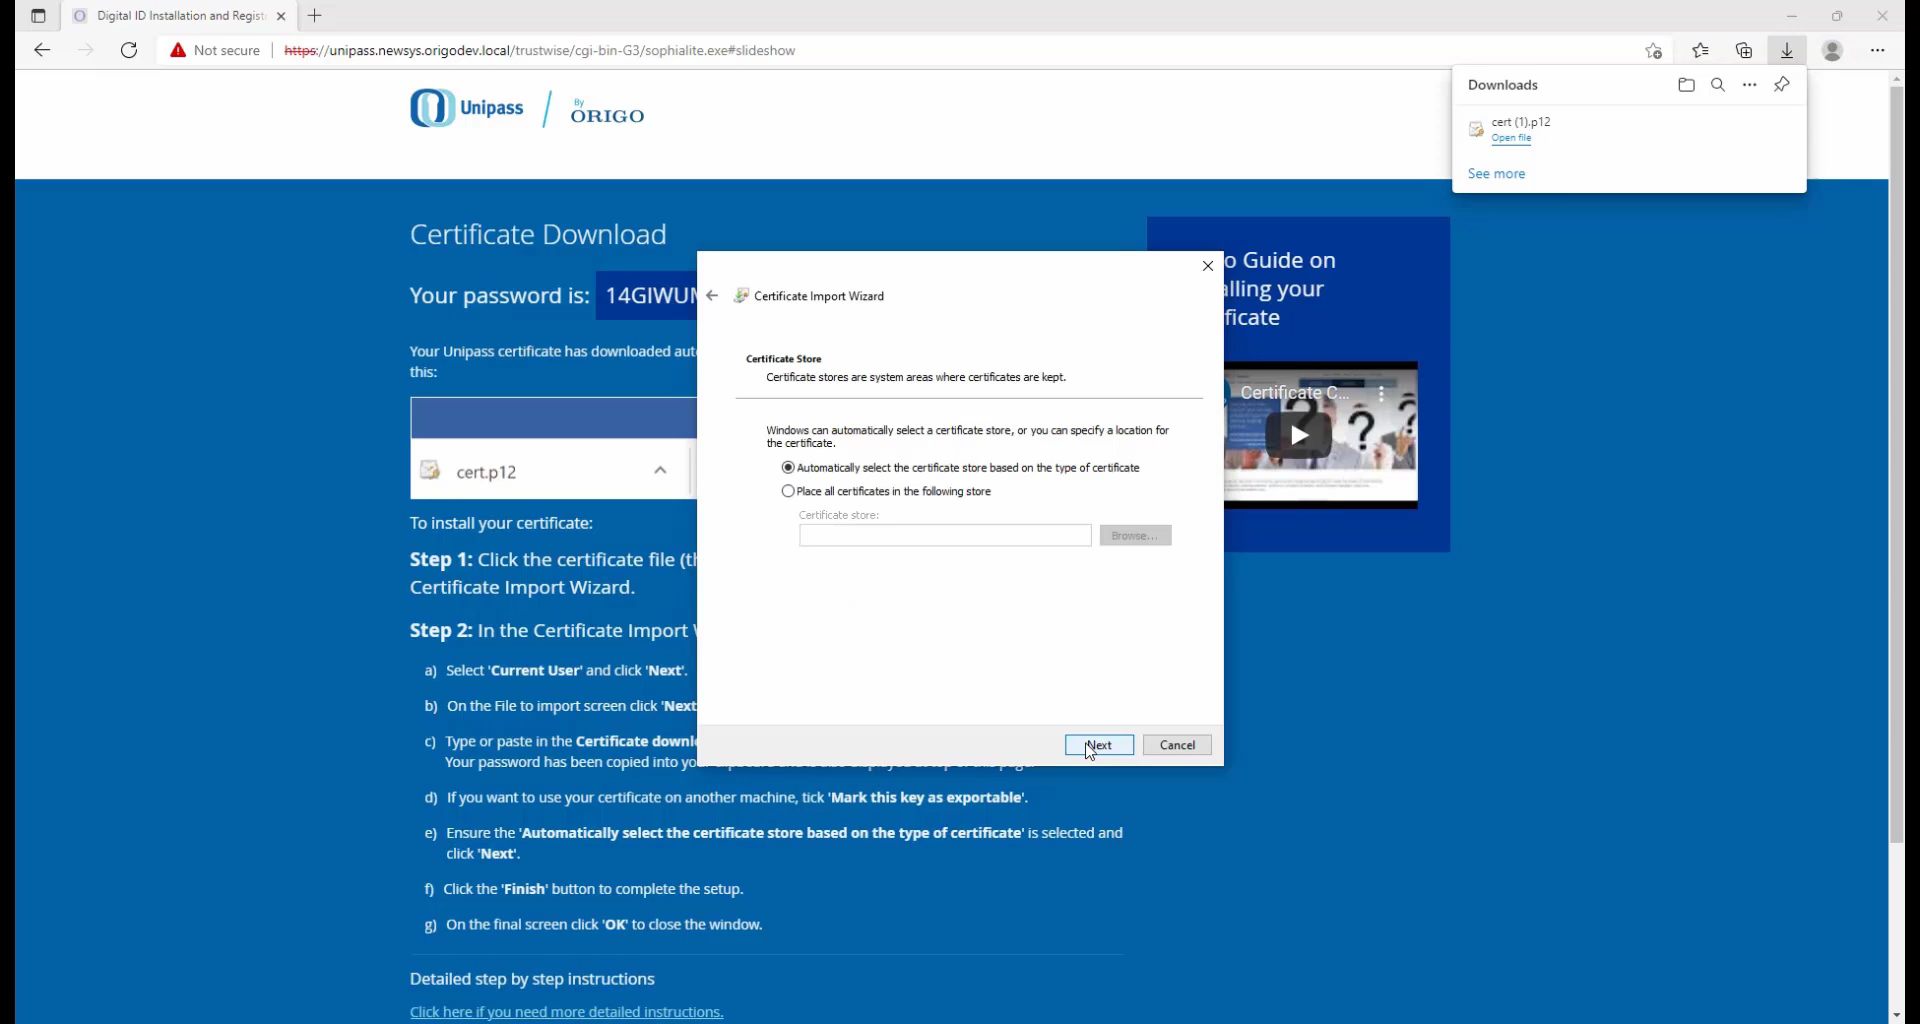 Digital ID Installation and Regist
Not secure
https://unipass.newsys.origodev.local/trustwise/cgi-bin-G3/sophialite.exe#slideshow
Downloads
cert (1).p12
Open file
See more
Unipass
By
ORIGO
Certificate Download
Your password is: 14GIWUM
Your Unipass certificate has downloaded
this:
cert.p12
To install your certificate:
Step 1: Click the certificate file
Certificate Import Wizard.
Step 2: In the Certificate Import
a) Select 'Current User' and click 'Next'.
b) On the File to import screen click 'Next
c) Type or paste in the Certificate
Your password has been copied into
d) If you want to use your certificate on another machine, tick 'Mark this key as exportable'.
e) Ensure the 'Automatically select the certificate store based on the type of certificate' is selected and
click 'Next'.
f) Click the 'Finish' button to complete the setup.
g) On the final screen click 'OK' to close the window.
Detailed step by step instructions
Click here if you need more detailed instructions.
Certificate Import Wizard
Certificate Store
Certificate stores are system areas where certificates are kept.
Windows can automatically select a certificate store, or you can specify a location for
the certificate.
Automatically select the certificate store based on the type of certificate
Place all certificates in the following store
Certificate store:
Browse...
Next
Cancel
o Guide on
alling your
ficate
Certificate C...